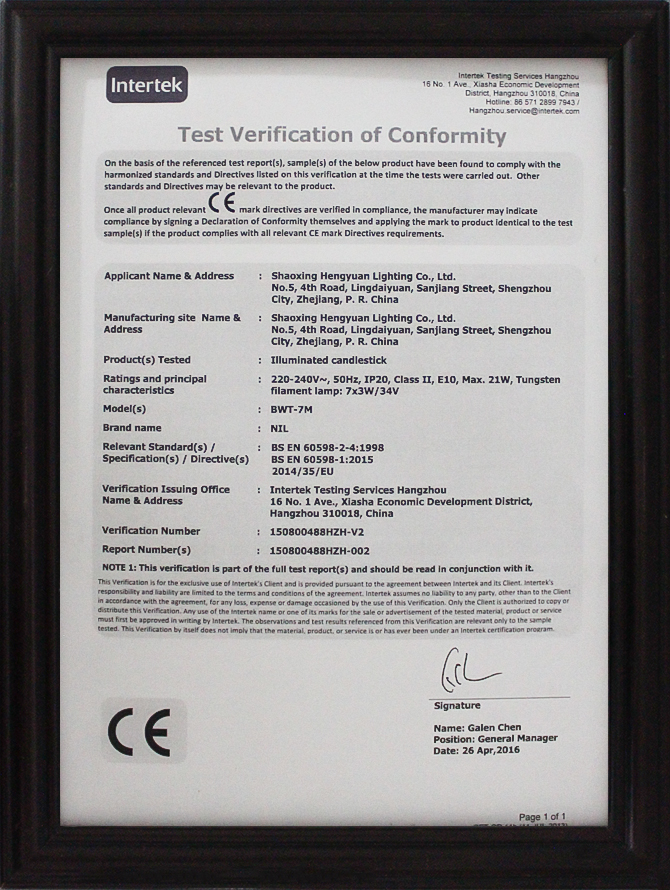 Intertek
Intertek Testing Services Hangzhou
16 No. 1 Ave., Xiasha Economic Development
District, Hangzhou 310018, China
Hotline: 86 571 2899 7943 /
Hangzhou.service@intertek.com
Test Verification of Conformity
On the basis of the referenced test report(s), sample(s) of the below product have been found to comply with the
harmonized standards and Directives listed on this verification at the time the tests were carried out. Other
standards and Directives may be relevant to the product.
Once all product relevant CE mark directives are verified in compliance, the manufacturer may indicate
compliance by signing a Declaration of Conformity themselves and applying the mark to product identical to the test
sample(s) if the product complies with all relevant CE mark Directives requirements.
Applicant Name & Address : Shaoxing Hengyuan Lighting Co., Ltd.
No.5, 4th Road, Lingdaiyuan, Sanjiang Street, Shengzhou
City, Zhejiang, P. R. China
Manufacturing site Name & : Shaoxing Hengyuan Lighting Co., Ltd.
Address No.5, 4th Road, Lingdaiyuan, Sanjiang Street, Shengzhou
City, Zhejiang, P. R. China
Product(s) Tested : Illuminated candlestick
Ratings and principal : 220-240V~, 50Hz, IP20, Class II, E10, Max. 21W, Tungsten
characteristics filament lamp: 7x3W/34V
Model(s) : BWT-7M
Brand name : NIL
Relevant Standard(s) / : BS EN 60598-2-4:1998
Specification(s) / Directive(s) BS EN 60598-1:2015
2014/35/EU
Verification Issuing Office : Intertek Testing Services Hangzhou
Name & Address 16 No. 1 Ave., Xiasha Economic Development District,
Hangzhou 310018, China
Verification Number : 150800488HZH-V2
Report Number(s) : 150800488HZH-002
NOTE 1: This verification is part of the full test report(s) and should be read in conjunction with it.
This Verification is for the exclusive use of Intertek's Client and is provided pursuant to the agreement between Intertek and its Client. Intertek's
responsibility and liability are limited to the terms and conditions of the agreement. Intertek assumes no liability to any party, other than to the Client
in accordance with the agreement, for any loss, expense or damage occasioned by the use of this Verification. Only the Client is authorized to copy or
distribute this Verification. Any use of the Intertek name or one of its marks for the sale or advertisement of the tested material, product or service
must first be approved in writing by Intertek. The observations and test results referenced from this Verification are relevant only to the sample
tested. This Verification by itself does not imply that the material, product, or service is or has ever been under an Intertek certification program.
Signature
CE
Name: Galen Chen
Position: General Manager
Date: 26 Apr,2016
Page 1 of 1